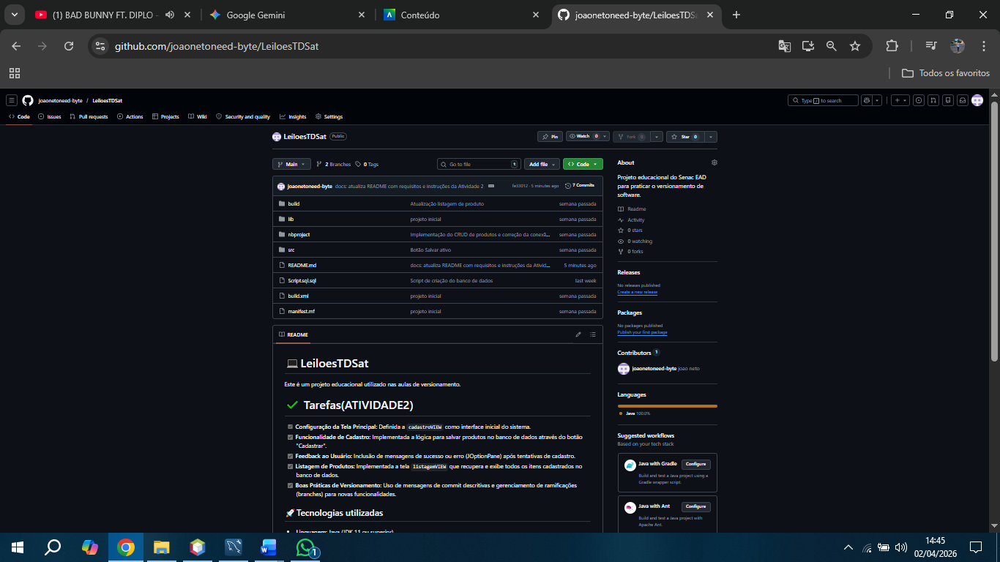 (1) BAD BUNNY FT. DIPLO -
Google Gemini
Conteúdo
joaonetoneed-byte/LeiloesTDSa
github.com/joaonetoneed-byte/LeiloesTDSat
Todos os favoritos
joaonetoneed-byte / LeiloesTDSat
Type / to search
Code Issues Pull requests Actions Projects Wiki Security and quality Insights Settings
LeiloesTDSat Public
Pin Watch 0 Fork 0 Star 0
Main 2 Branches 0 Tags Go to file t Add file Code
joaonetoneed-byte docs: atualiza README com requisitos e instruções da Atividade 2 fe33012 · 5 minutes ago 7 Commits
build Atualização listagem de produto semana passada
lib projeto inicial semana passada
nbproject Implementação do CRUD de produtos e correção da conexã... semana passada
src Botão Salvar ativo semana passada
README.md docs: atualiza README com requisitos e instruções da Ativid... 5 minutes ago
Script.sql.sql Script de criação do banco de dados last week
build.xml projeto inicial semana passada
manifest.mf projeto inicial semana passada
README
LeiloesTDSat
Este é um projeto educacional utilizado nas aulas de versionamento.
Tarefas(ATIVIDADE2)
Configuração da Tela Principal: Definida a cadastroVIEW como interface inicial do sistema.
Funcionalidade de Cadastro: Implementada a lógica para salvar produtos no banco de dados através do botão
"Cadastrar".
Feedback ao Usuário: Inclusão de mensagens de sucesso ou erro (JOptionPane) após tentativas de cadastro.
Listagem de Produtos: Implementada a tela listagemVIEW que recupera e exibe todos os itens cadastrados no
banco de dados.
Boas Práticas de Versionamento: Uso de mensagens de commit descritivas e gerenciamento de ramificações
(branches) para novas funcionalidades.
Tecnologias utilizadas
Linguagem: Java (JDK 11 ou superior)
About
Projeto educacional do Senac EAD
para praticar o versionamento de
software.
Readme
Activity
0 stars
0 watching
0 forks
Releases
No releases published
Create a new release
Packages
No packages published
Publish your first package
Contributors 1
joaonetoneed-byte joao neto
Languages
Java 100.0%
Suggested workflows
Based on your tech stack
Java with Gradle Configure
Build and test a Java project using a
Gradle wrapper script.
Java with Ant Configure
Build and test a Java project with
Apache Ant.
1
14:45
02/04/2026